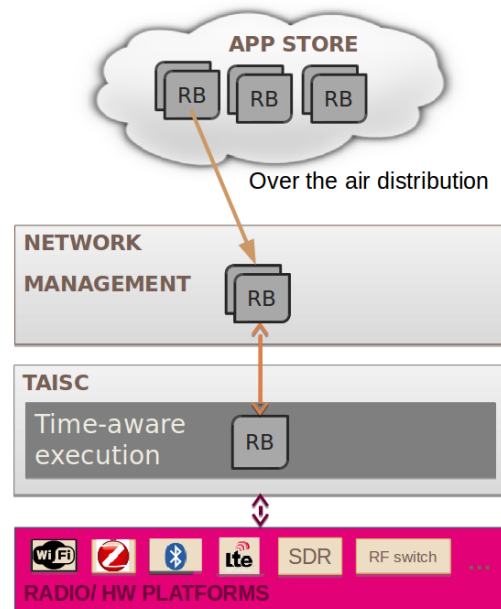 APP STORE
RB RB RB
Over the air distribution
NETWORK
MANAGEMENT
RB
TAISC
Time-aware
execution
RB
WiFi Lte SDR RF switch ...
RADIO/ HW PLATFORMS